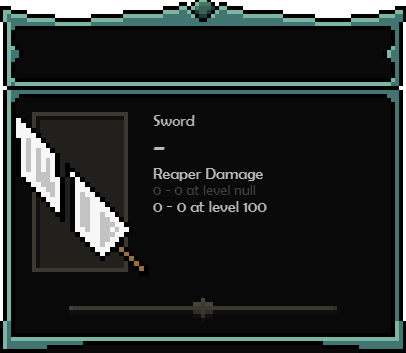 Sword
–
Reaper Damage
0 - 0 at level null
0 - 0 at level 100